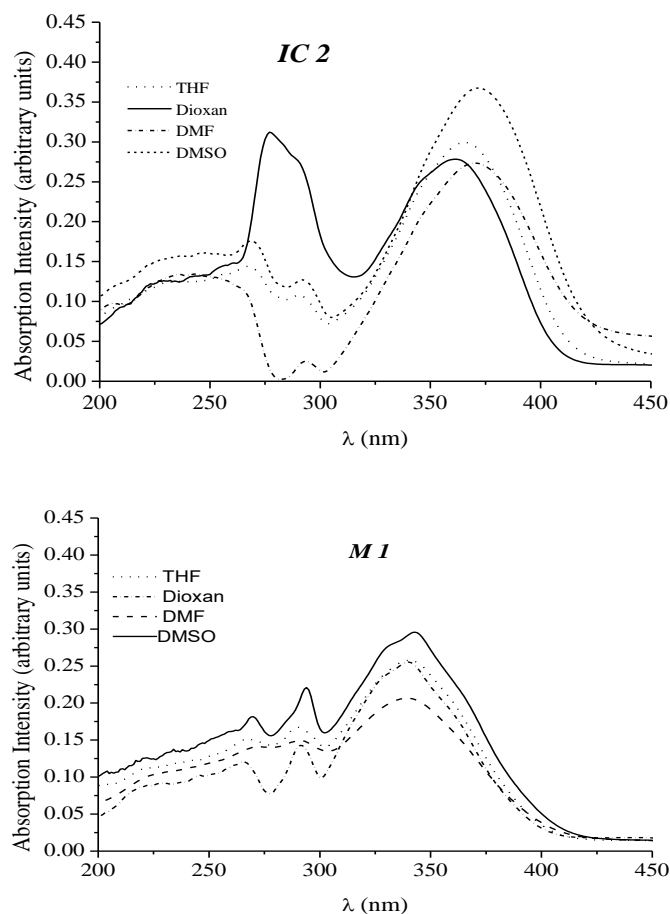 IC 2
THF
Dioxan
DMF
DMSO
Absorption Intensity (arbitrary units)
0.45
0.40
0.35
0.30
0.25
0.20
0.15
0.10
0.05
0.00
200 250 300 350 400 450
λ (nm)
M 1
THF
Dioxan
DMF
DMSO
Absorption Intensity (arbitrary units)
0.45
0.40
0.35
0.30
0.25
0.20
0.15
0.10
0.05
0.00
200 250 300 350 400 450
λ (nm)